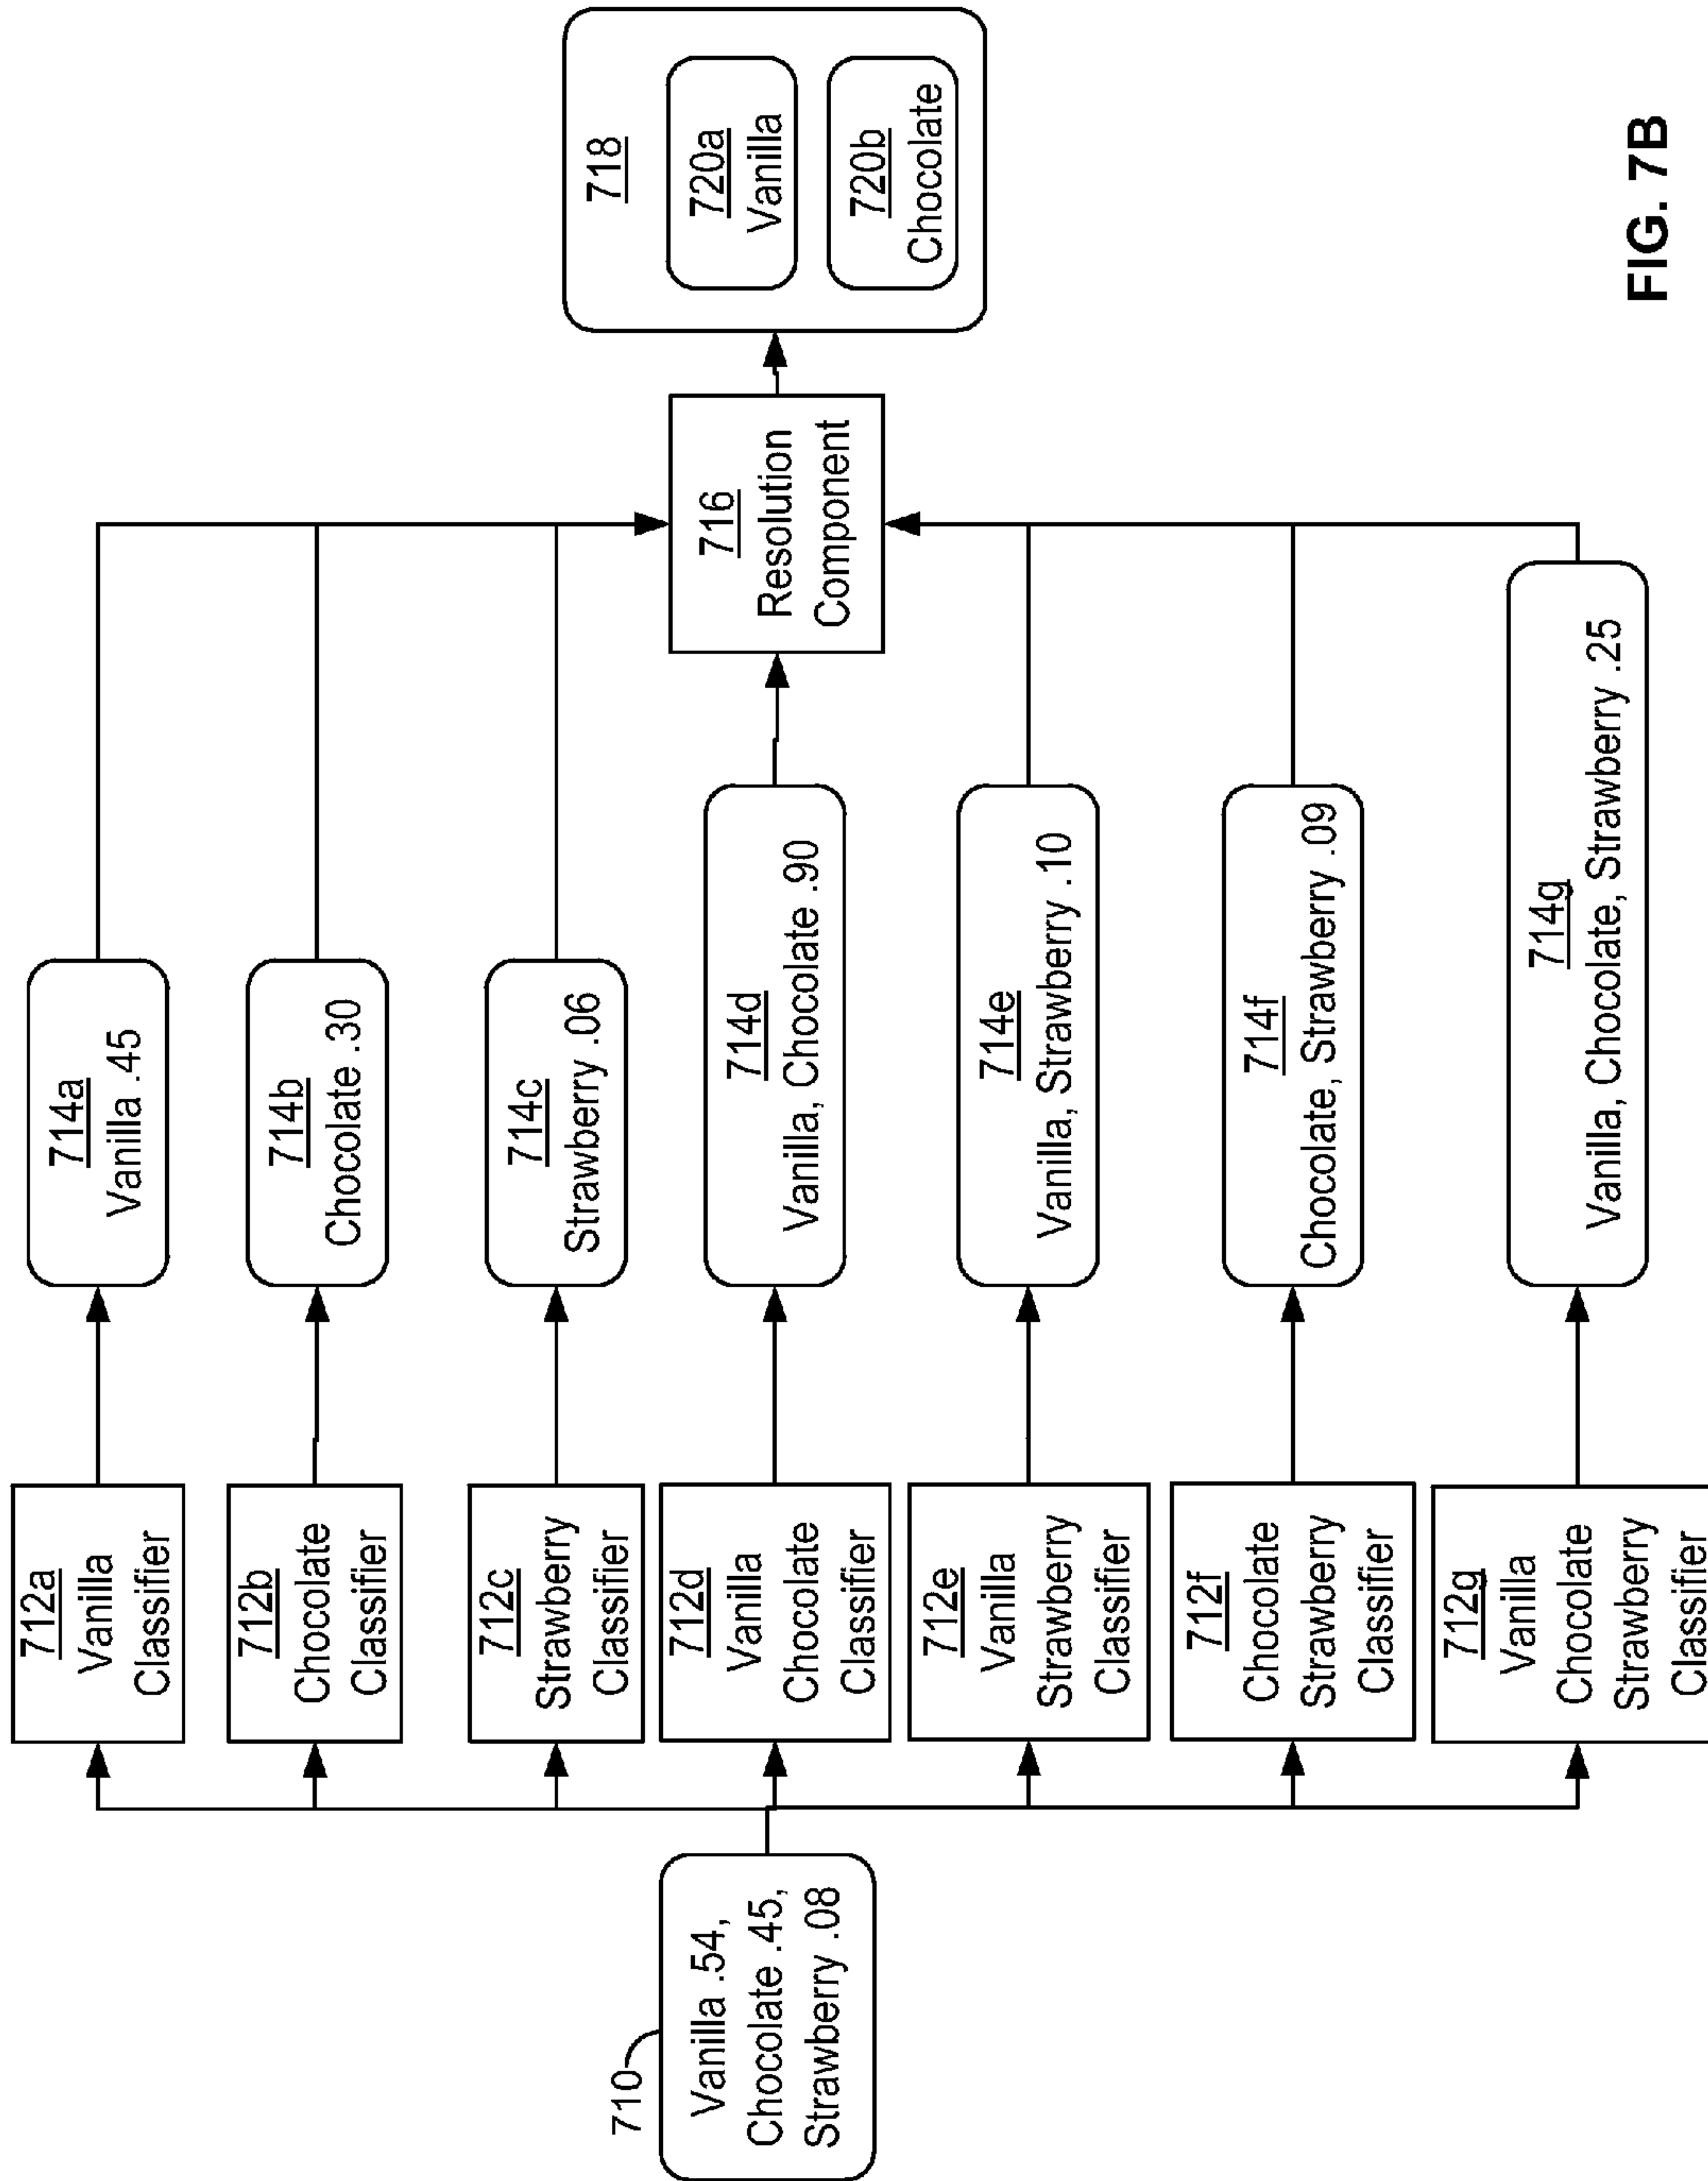 710
Vanilla .54,
Chocolate .45,
Strawberry .08
712a
Vanilla
Classifier
712b
Chocolate
Classifier
712c
Strawberry
Classifier
712d
Vanilla
Chocolate
Classifier
712e
Vanilla
Strawberry
Classifier
712f
Chocolate
Strawberry
Classifier
712g
Vanilla
Chocolate
Strawberry
Classifier
714a
Vanilla .45
714b
Chocolate .30
714c
Strawberry .06
714d
Vanilla, Chocolate .90
714e
Vanilla, Strawberry .10
714f
Chocolate, Strawberry .09
714g
Vanilla, Chocolate, Strawberry .25
716
Resolution
Component
718
720a
Vanilla
720b
Chocolate
FIG. 7B